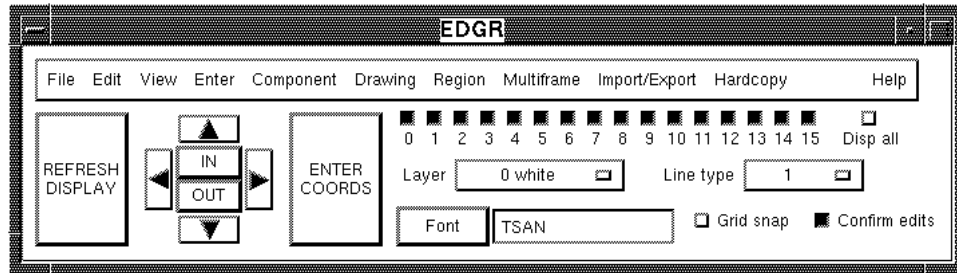 EDGR
File Edit View Enter Component Drawing Region Multiframe Import/Export Hardcopy Help
REFRESH
DISPLAY
IN
OUT
ENTER
COORDS
0 1 2 3 4 5 6 7 8 9 10 11 12 13 14 15 Disp all
Layer 0 white Line type 1
Font TSAN Grid snap Confirm edits